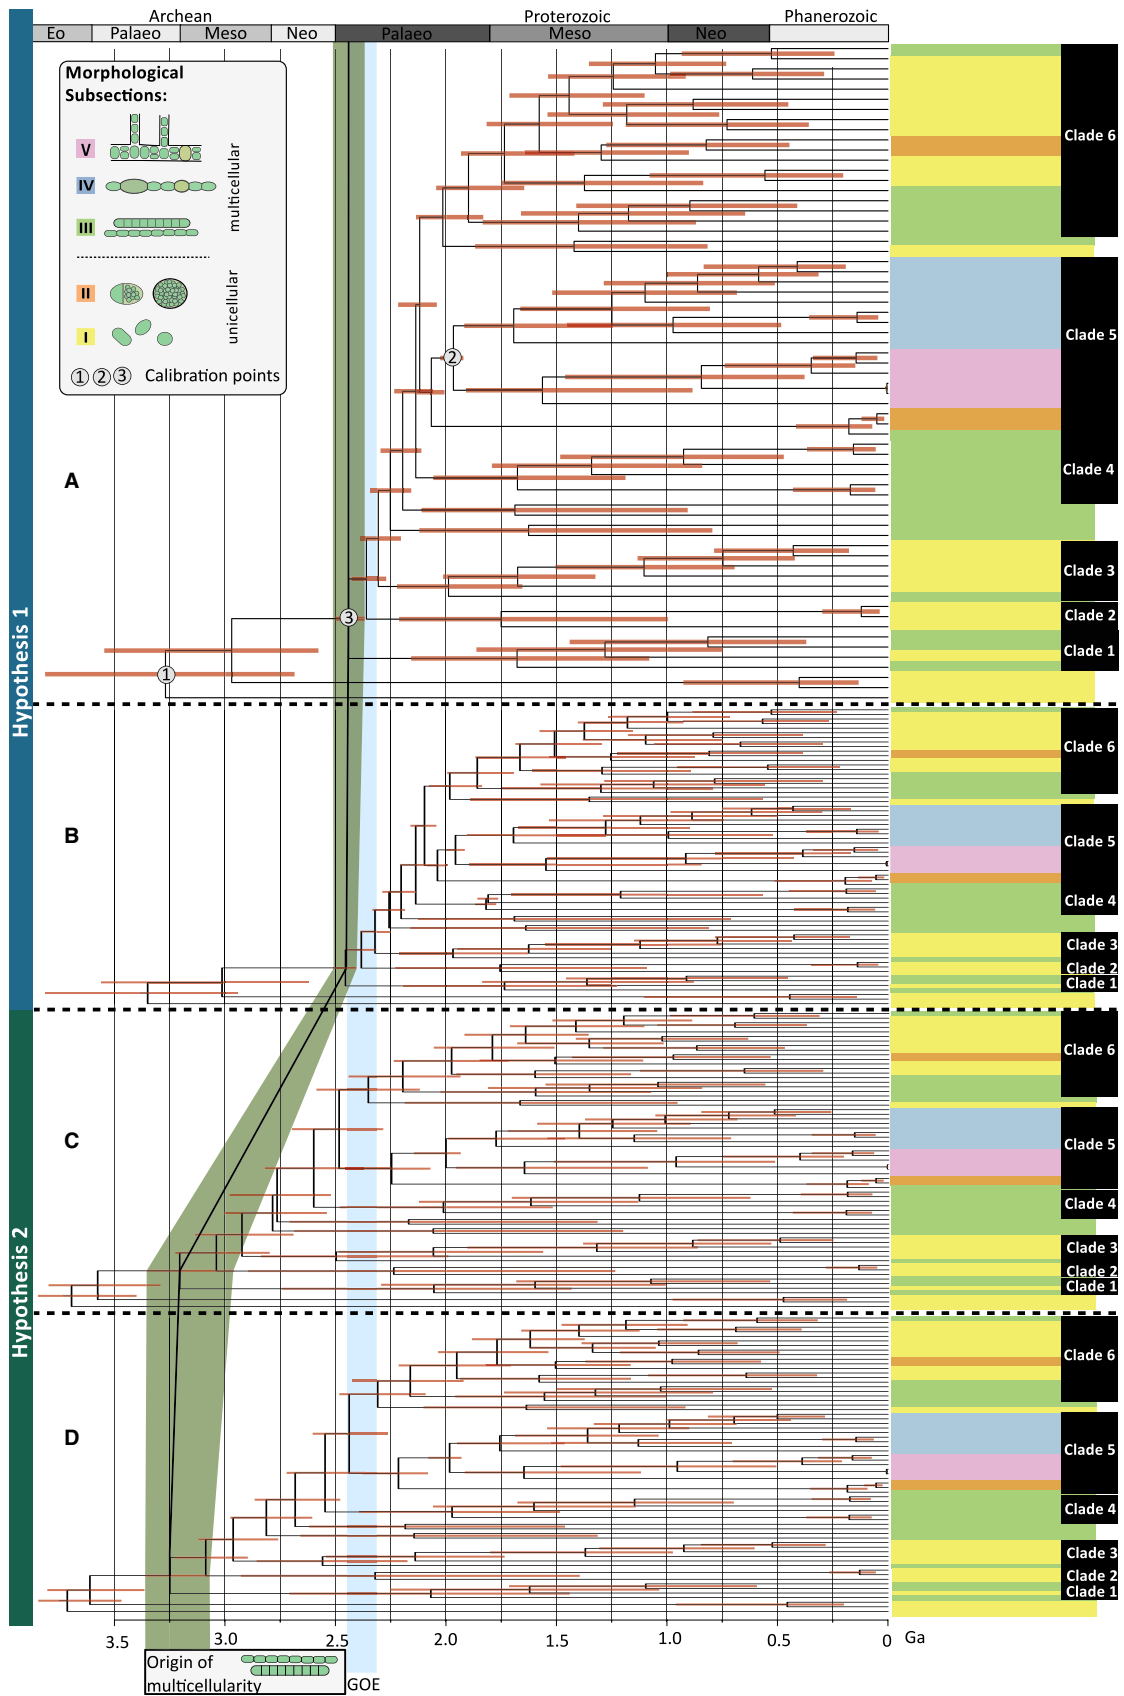 Archean
Proterozoic
Phanerozoic
Eo
Palaeo
Meso
Neo
Palaeo
Meso
Neo
Morphological
Subsections:
V
IV
III
II
I
multicellular
unicellular
1 2 3 Calibration points
Hypothesis 1
Hypothesis 2
A
1
2
3
Clade 6
Clade 5
Clade 4
Clade 3
Clade 2
Clade 1
B
Clade 6
Clade 5
Clade 4
Clade 3
Clade 2
Clade 1
C
Clade 6
Clade 5
Clade 4
Clade 3
Clade 2
Clade 1
D
Clade 6
Clade 5
Clade 4
Clade 3
Clade 2
Clade 1
3.5
3.0
2.5
2.0
1.5
1.0
0.5
0
Ga
Origin of
multicellularity
GOE